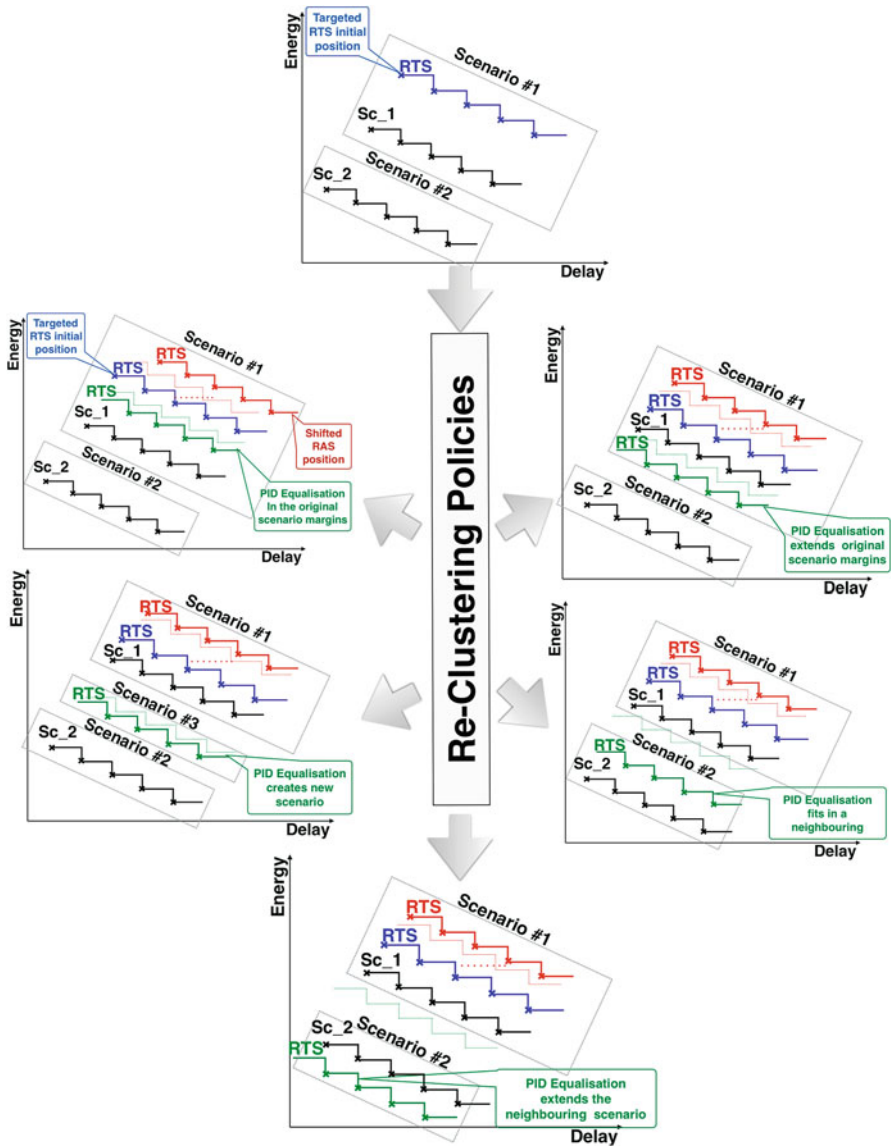 Energy
Targeted
RTS initial
position
RTS
Scenario #1
Sc_1
Scenario #2
Sc_2
Delay
Re-Clustering Policies
Energy
Targeted
RTS initial
position
Scenario #1
RTS
RTS
RTS
Sc_1
Shifted
RAS
position
Scenario #2
Sc_2
PID Equalisation
In the original
scenario margins
Delay
Energy
Scenario #1
RTS
RTS
Sc_1
RTS
Scenario #2
Sc_2
PID Equalisation
extends original
scenario margins
Delay
Energy
Scenario #1
RTS
RTS
Sc_1
RTS
Scenario #3
Scenario #2
Sc_2
PID Equalisation
creates new
scenario
Delay
Energy
Scenario #1
RTS
RTS
Sc_1
Scenario #2
RTS
Sc_2
PID Equalisation
fits in a
neighbouring
Delay
Energy
Scenario #1
RTS
RTS
Sc_1
Scenario #2
Sc_2
RTS
PID Equalisation
extends the
neighbouring scenario
Delay